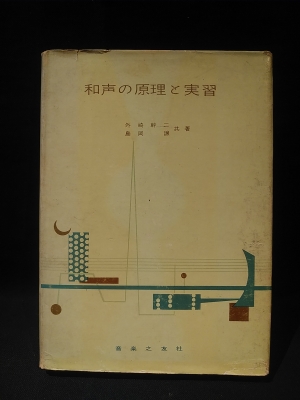 和声の原理と実習
外崎幹二
島岡譲
共著
音楽之友社